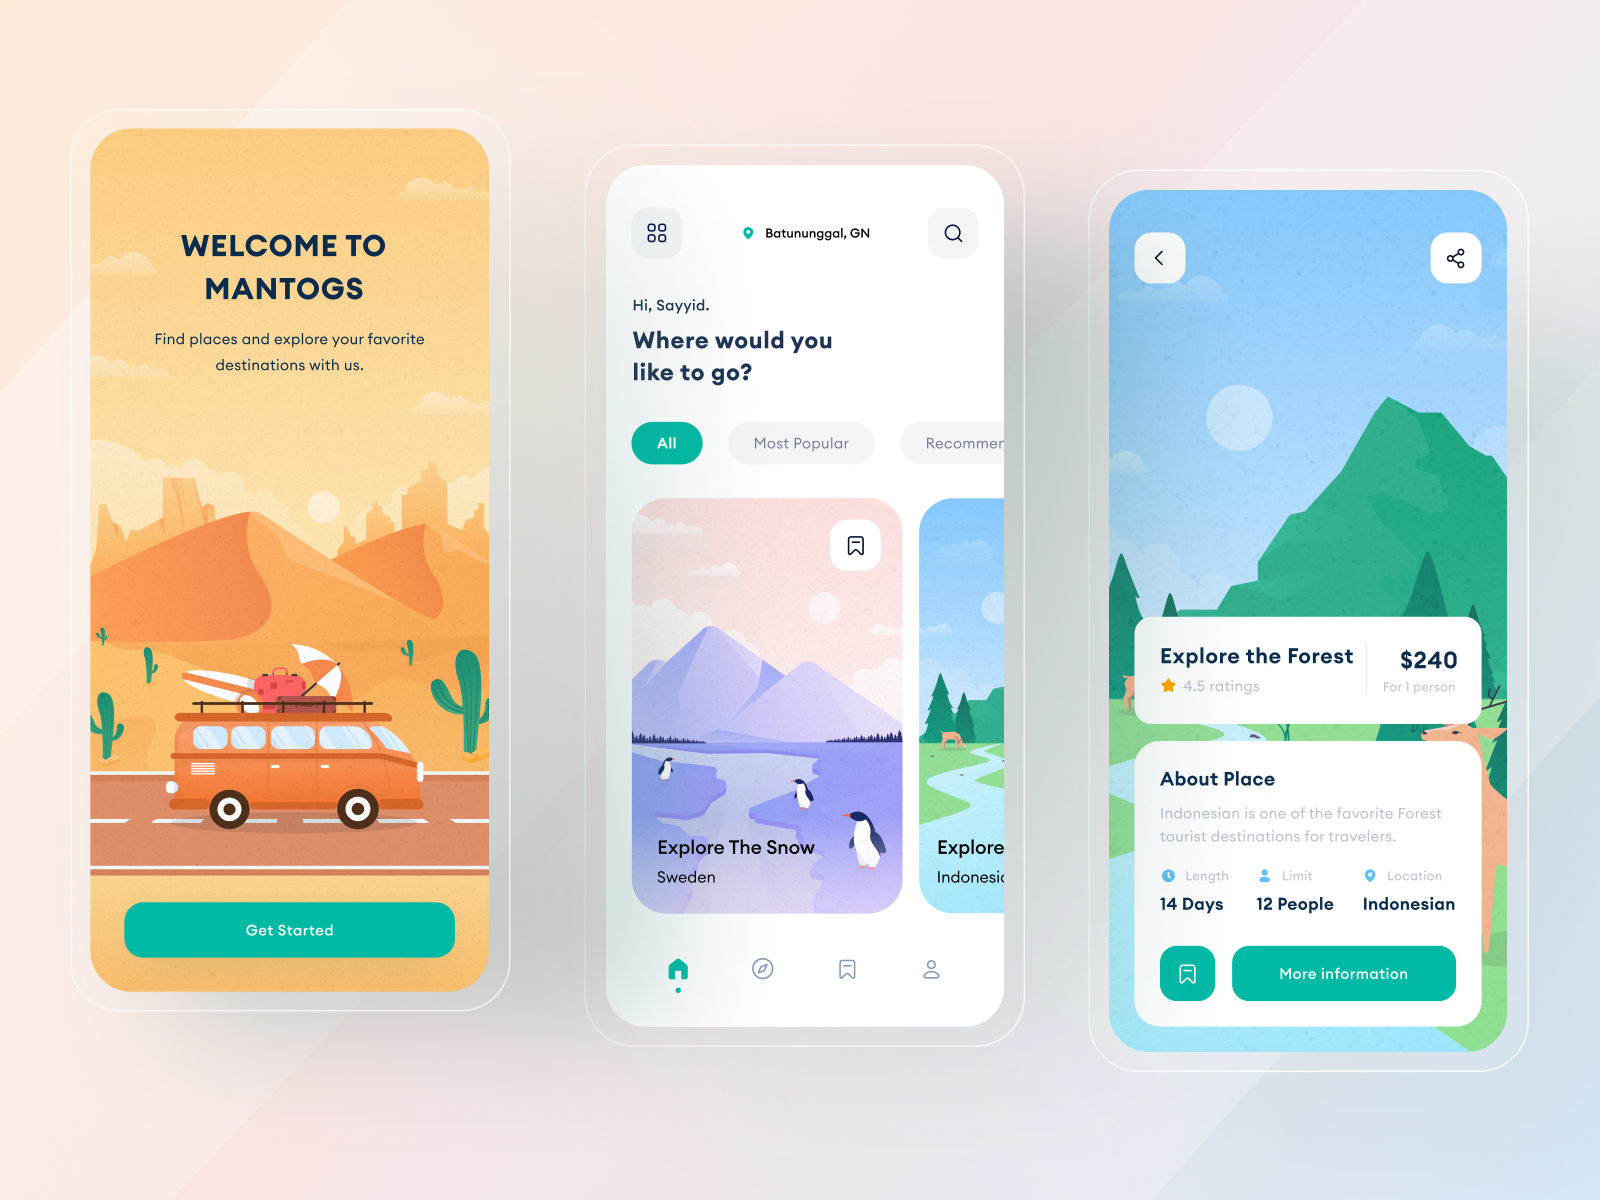 WELCOME TO
MANTOGS
Find places and explore your favorite
destinations with us.
Get Started
Batununggal, GN
Hi, Sayyid.
Where would you
like to go?
All
Most Popular
Recommen
Explore The Snow
Sweden
Explore
Indonesia
Explore the Forest
4.5 ratings
$240
For 1 person
About Place
Indonesian is one of the favorite Forest
tourist destinations for travelers.
Length
Limit
Location
14 Days
12 People
Indonesian
More information